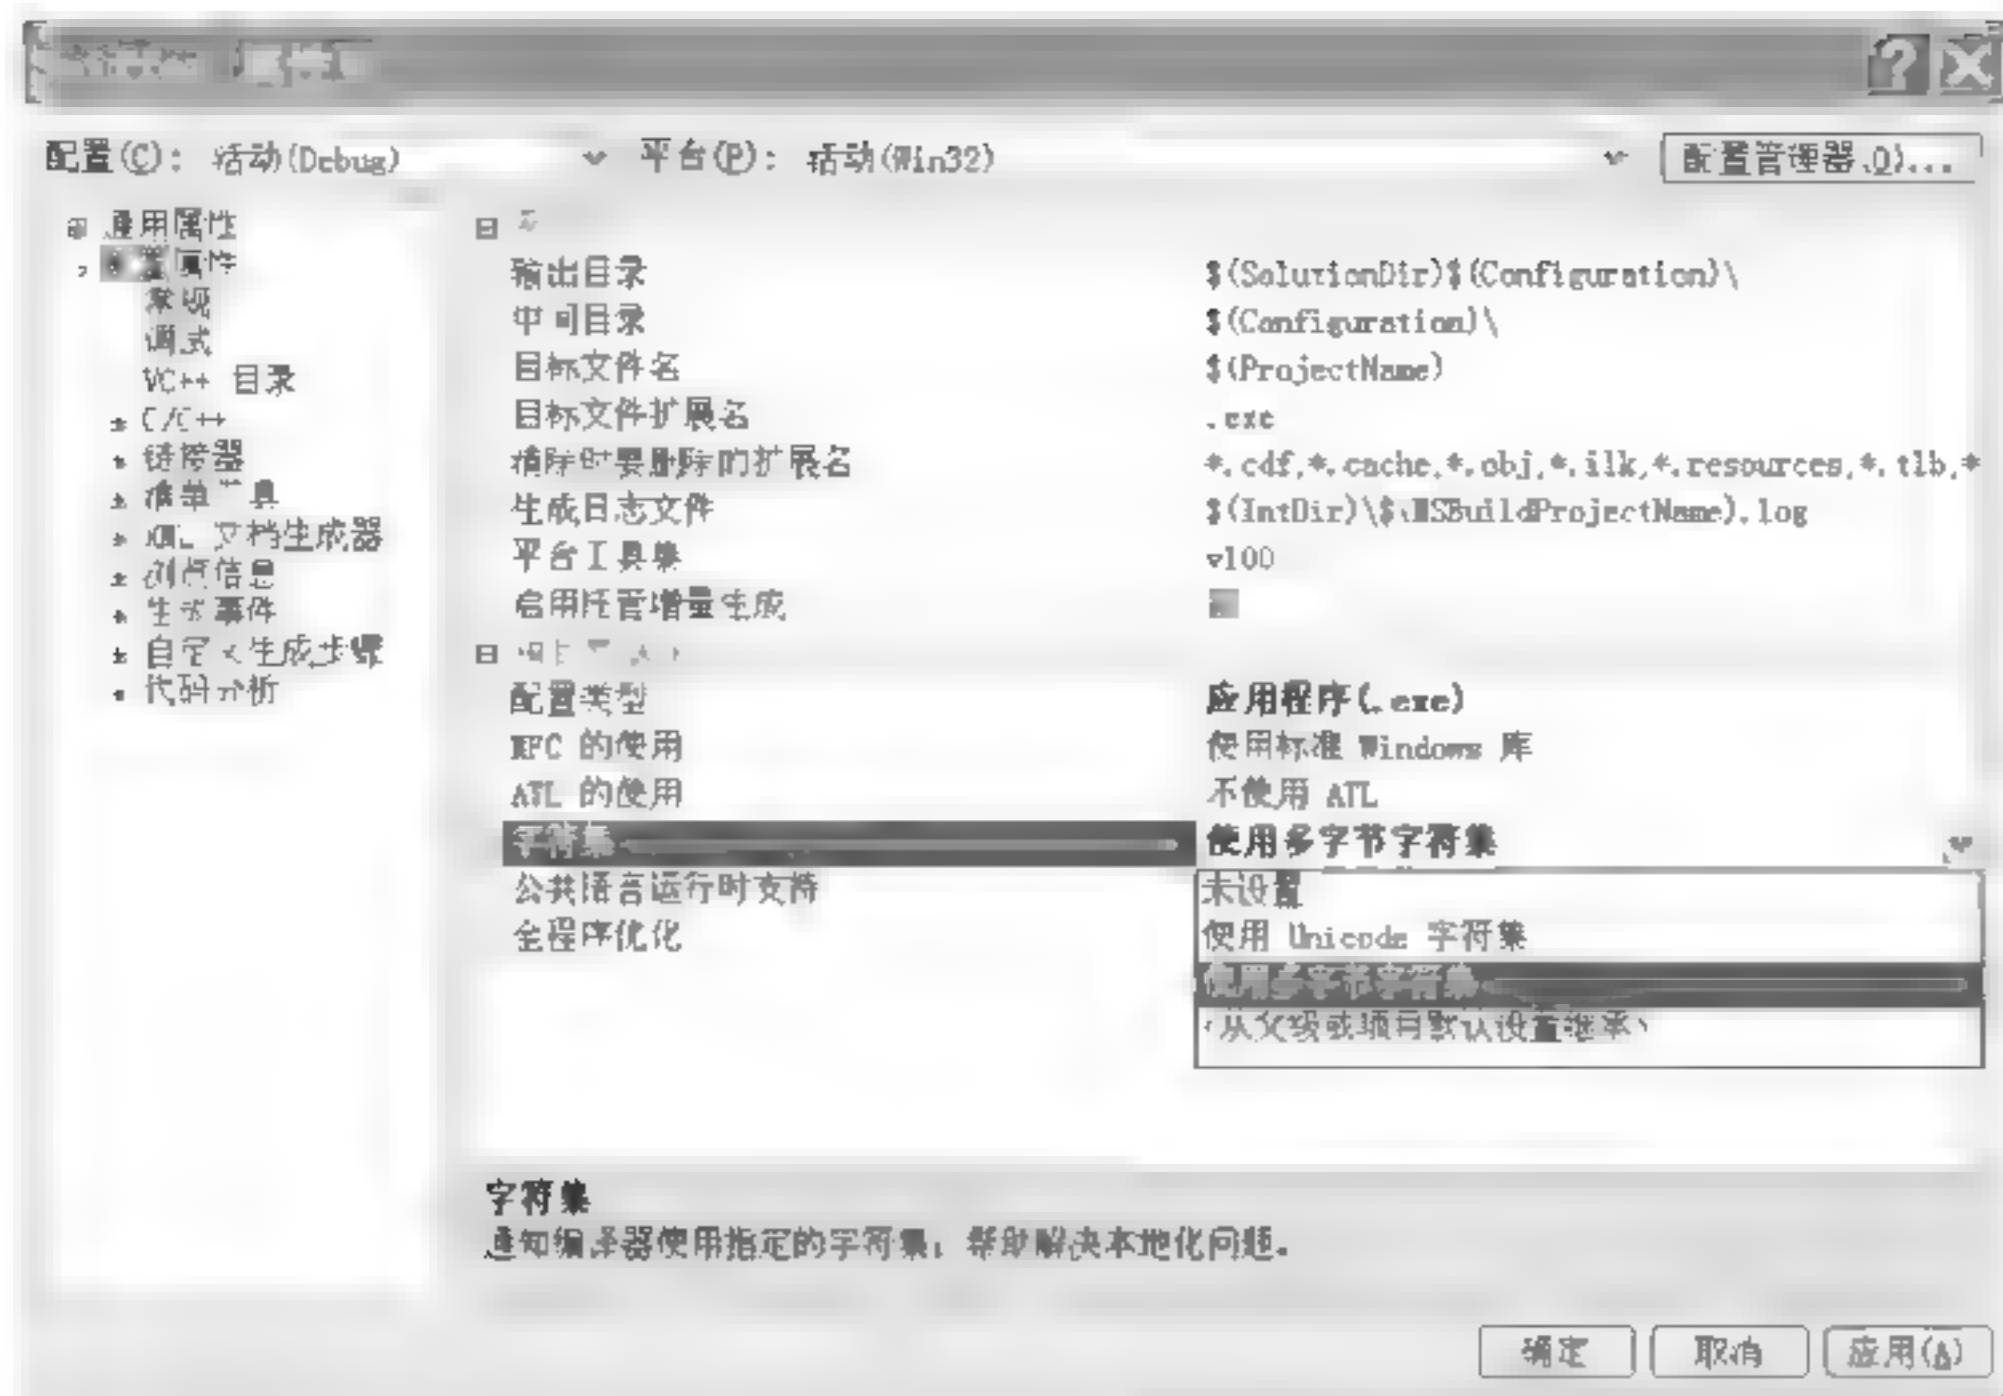 配置(C): 活动(Debug) 平台(P): 活动(Win32) 配置管理器(O)...
通用属性
配置属性
常规
调试
VC++ 目录
C/C++
链接器
清单工具
XML 文档生成器
浏览信息
生成事件
自定义生成步骤
代码分析
输出目录 $(SolutionDir)$(Configuration)\
中间目录 $(Configuration)\
目标文件名 $(ProjectName)
目标文件扩展名 .exe
清除时要删除的扩展名 *.cdf,*.cache,*.obj,*.ilk,*.resources,*.tlb,*
生成日志文件 $(IntDir)\$(MSBuildProjectName).log
平台工具集 v100
启用托管增量生成
配置类型 应用程序(.exe)
MFC 的使用 使用标准 Windows 库
ATL 的使用 不使用 ATL
字符集 使用多字节字符集
公共语言运行时支持
全程序优化
未设置
使用 Unicode 字符集
使用多字节字符集
<从父级或项目默认设置继承>
字符集
通知编译器使用指定的字符集，帮助解决本地化问题。
确定 取消 应用(A)